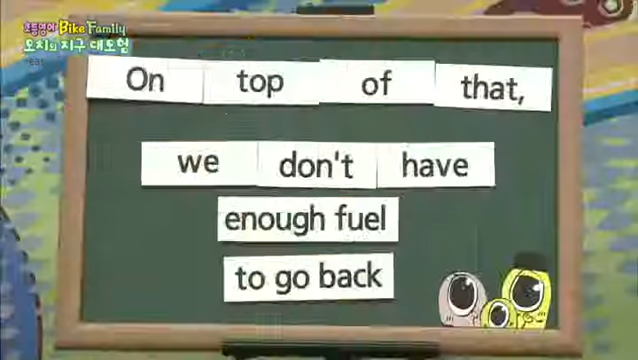 초등영어 Bike Family
오치의 지구 대모험
On top of that,
we don't have
enough fuel
to go back